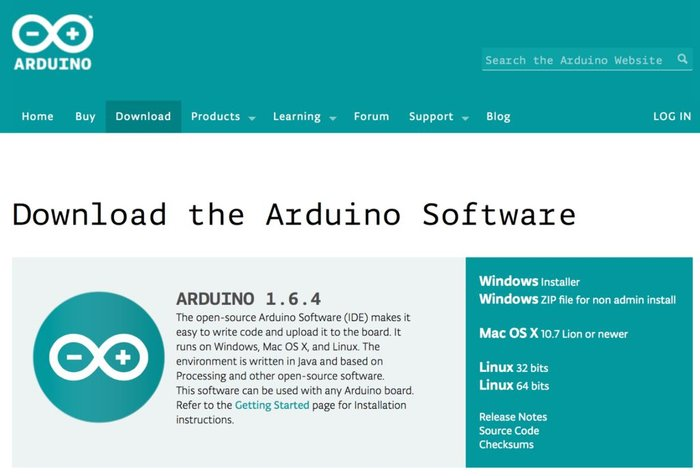 ARDUINO
Search the Arduino Website
Home Buy Download Products Learning Forum Support Blog LOG IN
Download the Arduino Software
ARDUINO 1.6.4
The open-source Arduino Software (IDE) makes it
easy to write code and upload it to the board. It
runs on Windows, Mac OS X, and Linux. The
environment is written in Java and based on
Processing and other open-source software.
This software can be used with any Arduino board.
Refer to the Getting Started page for Installation
instructions.
Windows Installer
Windows ZIP file for non admin install
Mac OS X 10.7 Lion or newer
Linux 32 bits
Linux 64 bits
Release Notes
Source Code
Checksums